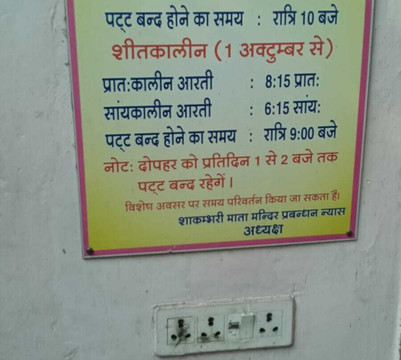 पट्ट बन्द होने का समय : रात्रि 10 बजे
शीतकालीन (1 अक्टुम्बर से)
प्रात:कालीन आरती : 8:15 प्रात:
सांयकालीन आरती : 6:15 सांय:
पट्ट बन्द होने का समय : रात्रि 9:00 बजे
नोट: दोपहर को प्रतिदिन 1 से 2 बजे तक
पट्ट बन्द रहेगें।
विशेष अवसर पर समय परिवर्तन किया जा सकता हैं।
शाकम्भरी माता मन्दिर प्रबन्धन न्यास
अध्यक्ष